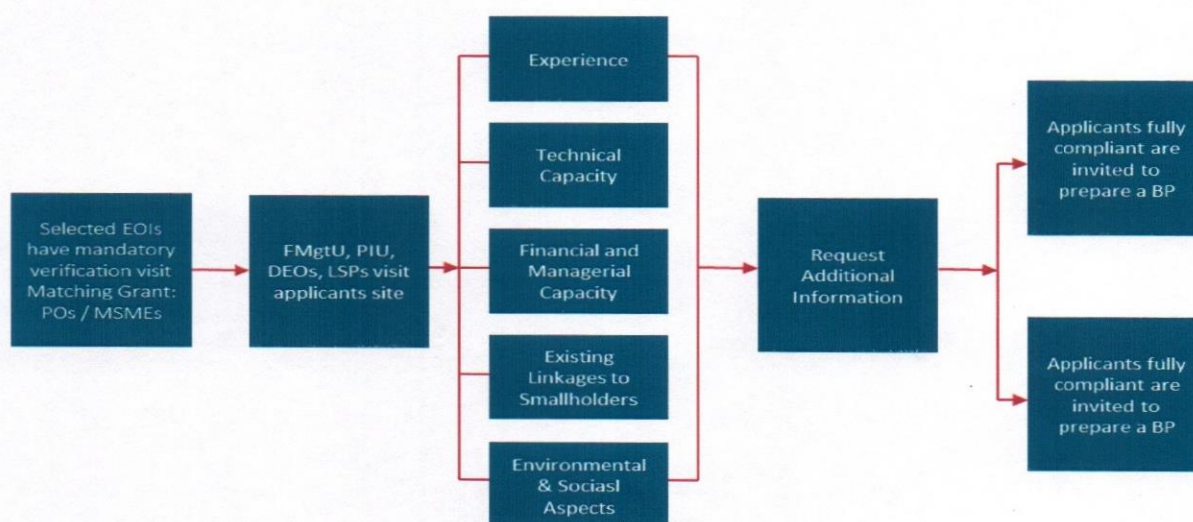 Selected EOIs
have mandatory
verification visit
Matching Grant:
POs / MSMEs
FMgtU, PIU,
DEOs, LSPs visit
applicants site
Experience
Technical
Capacity
Financial and
Managerial
Capacity
Existing
Linkages to
Smallholders
Environmental
& Sociasl
Aspects
Request
Additional
Information
Applicants fully
compliant are
invited to
prepare a BP
Applicants fully
compliant are
invited to
prepare a BP